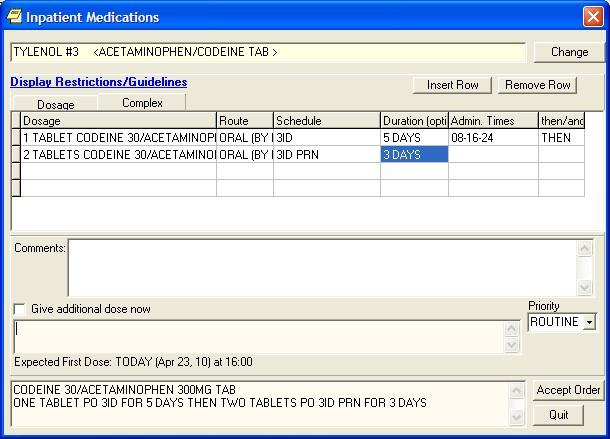 Inpatient Medications
TYLENOL #3 <ACETAMINOPHEN/CODEINE TAB >
Change
Display Restrictions/Guidelines
Insert Row
Remove Row
Dosage
Complex
Dosage Route Schedule Duration (opti Admin. Times then/and
1 TABLET CODEINE 30/ACETAMINOPH ORAL (BY 3ID 5 DAYS 08-16-24 THEN
2 TABLETS CODEINE 30/ACETAMINO ORAL (BY 3ID PRN 3 DAYS
Comments:
Give additional dose now
Priority
ROUTINE
Expected First Dose: TODAY (Apr 23, 10) at 16:00
CODEINE 30/ACETAMINOPHEN 300MG TAB
ONE TABLET PO 3ID FOR 5 DAYS THEN TWO TABLETS PO 3ID PRN FOR 3 DAYS
Accept Order
Quit